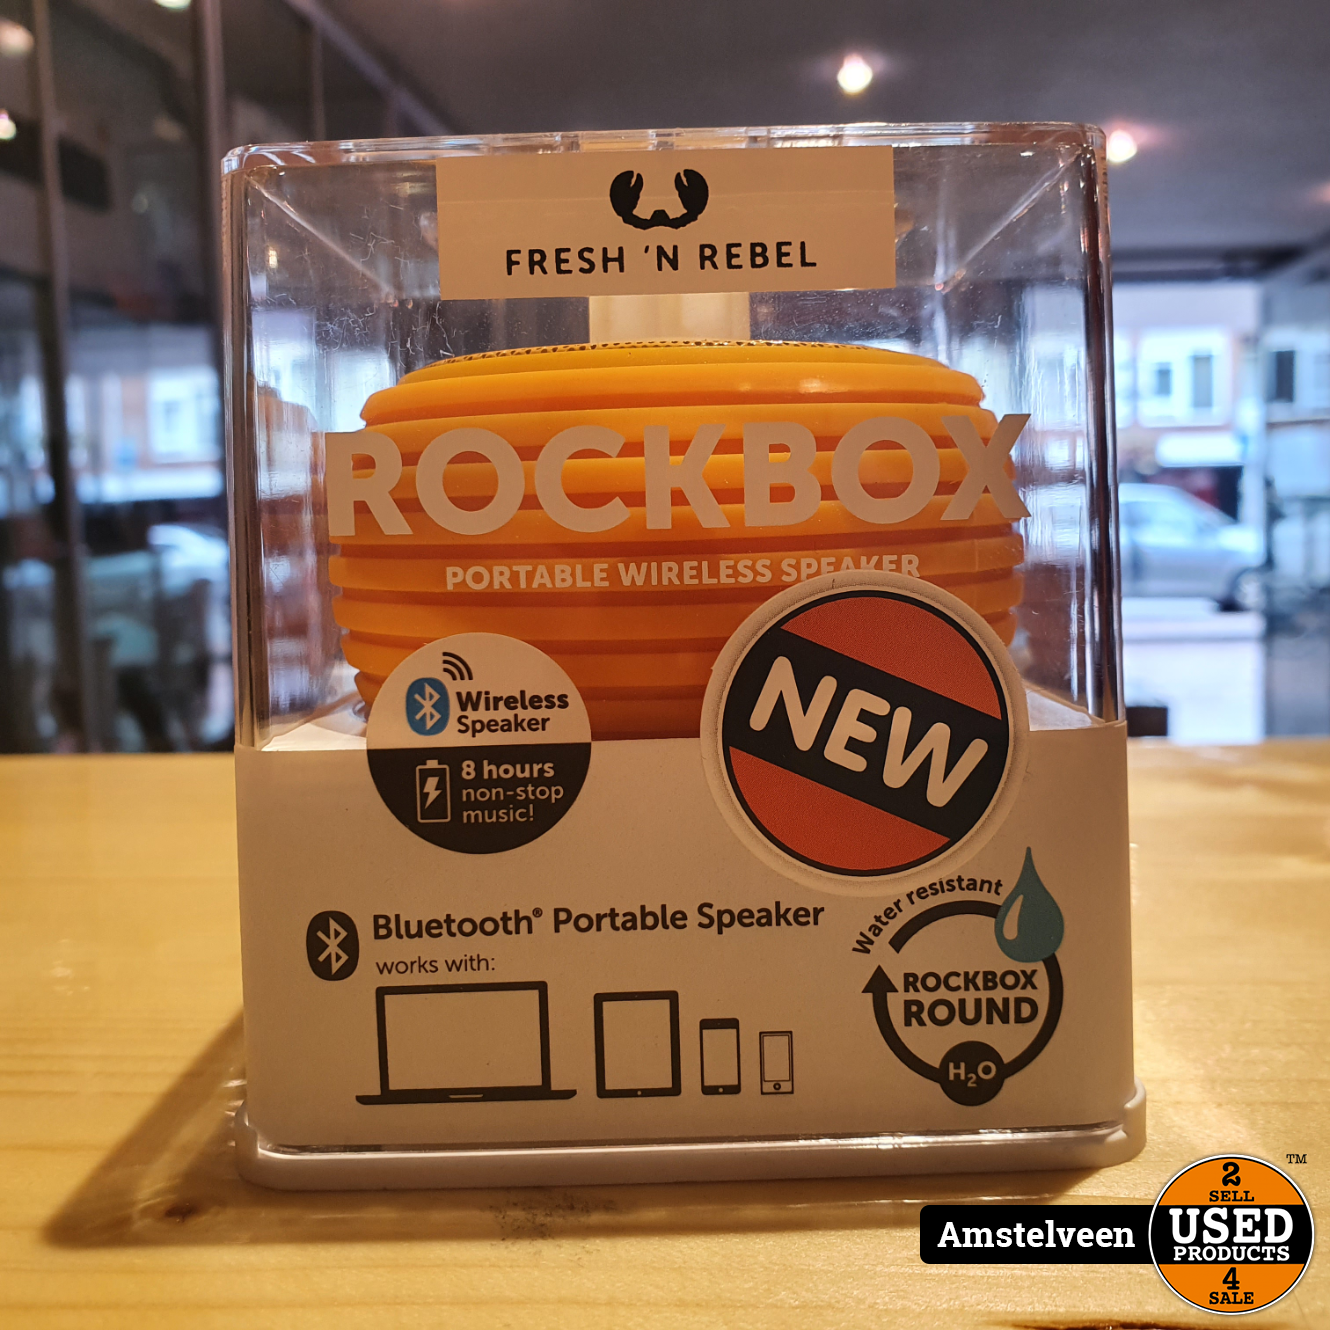 FRESH 'N REBEL
ROCKBOX
PORTABLE WIRELESS SPEAKER
Wireless
Speaker
8 hours
non-stop
music!
NEW
Bluetooth® Portable Speaker
works with:
Water resistant
ROCKBOX
ROUND
H₂O
Amstelveen
2
SELL
USED
PRODUCTS
4
SALE
TM